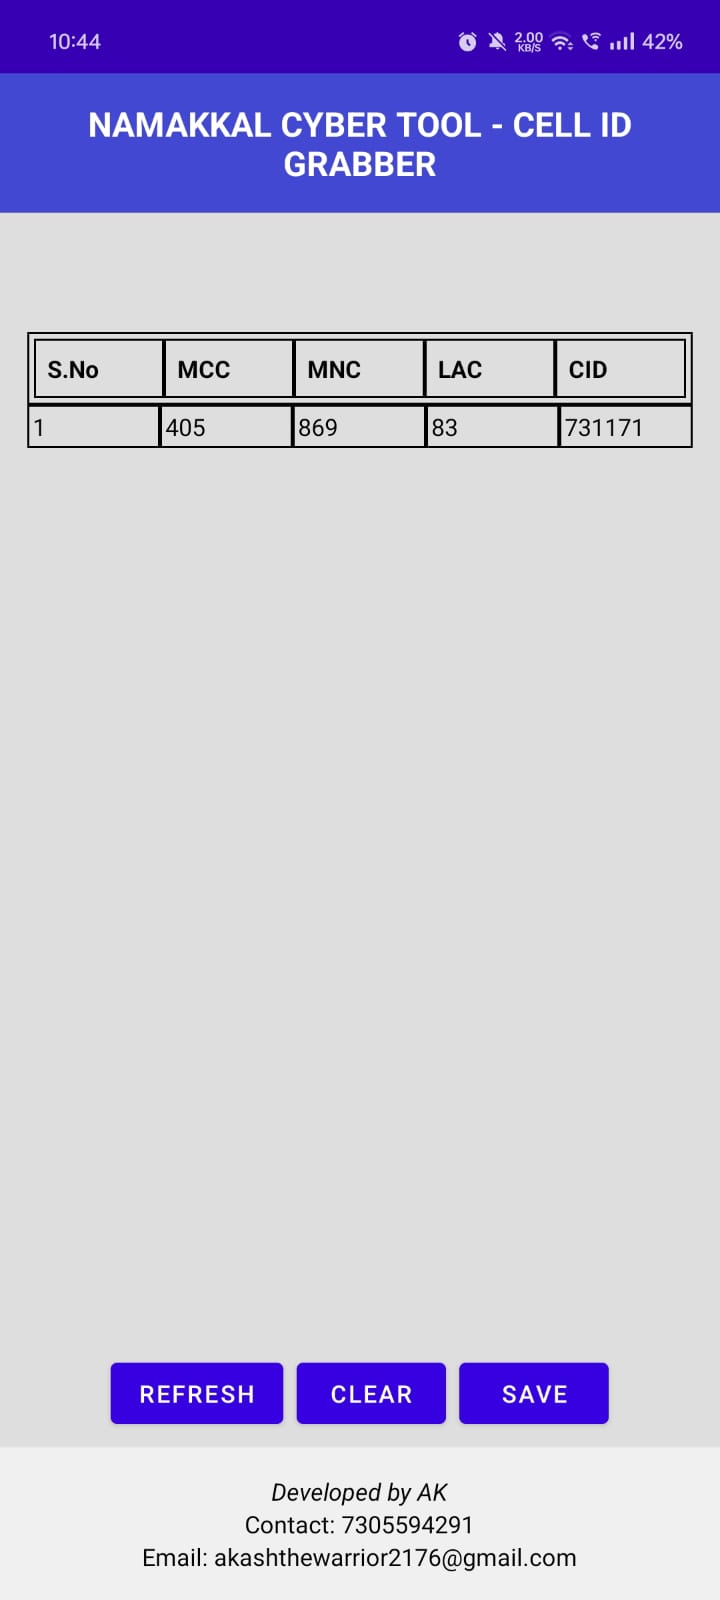 10:44 2.00 KB/S 42%
NAMAKKAL CYBER TOOL - CELL ID
GRABBER
S.No MCC MNC LAC CID
1 405 869 83 731171
REFRESH CLEAR SAVE
Developed by AK
Contact: 7305594291
Email: akashthewarrior2176@gmail.com